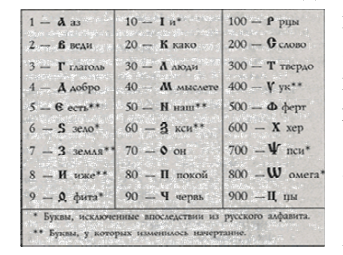 1 — А аз 10 — І и* 100 — Р рцы
2 — В веди 20 — К како 200 — С слово
3 — Г глаголь 30 — Л люди 300 — Т твердо
4 — Д добро 40 — М мыслете 400 — У ук**
5 — Є есть** 50 — N наш** 500 — Ф ферт
6 — Ѕ зело* 60 — Ѯ кси** 600 — Х хер
7 — З земля** 70 — О он 700 — Ѱ пси*
8 — И иже** 80 — П покой 800 — Ѡ омега*
9 — Ѳ фита* 90 — Ч червь 900 — Ц цы
* Буквы, исключенные впоследствии из русского алфавита.
** Буквы, у которых изменилось начертание.